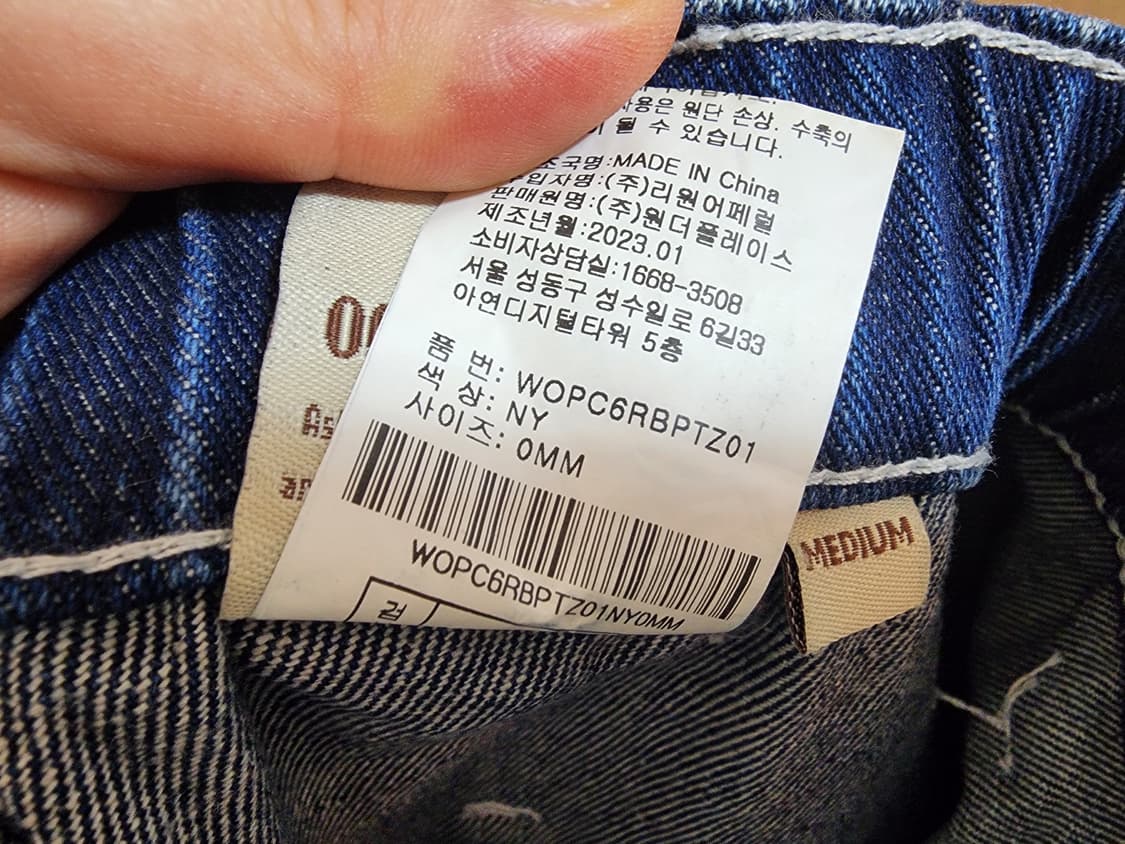 사용은 원단 손상. 수축의
될 수 있습니다.
조국명:MADE IN China
입자명:(주)리원어페럴
판매원명:(주)원더플레이스
제조년월:2023.01
소비자상담실:1668-3508
서울 성동구 성수일로 6길33
아연디지털타워 5층
품 번: WOPC6RBPTZ01
색 상: NY
사이즈: 0MM
WOPC6RBPTZ01NY0MM
검
MEDIUM